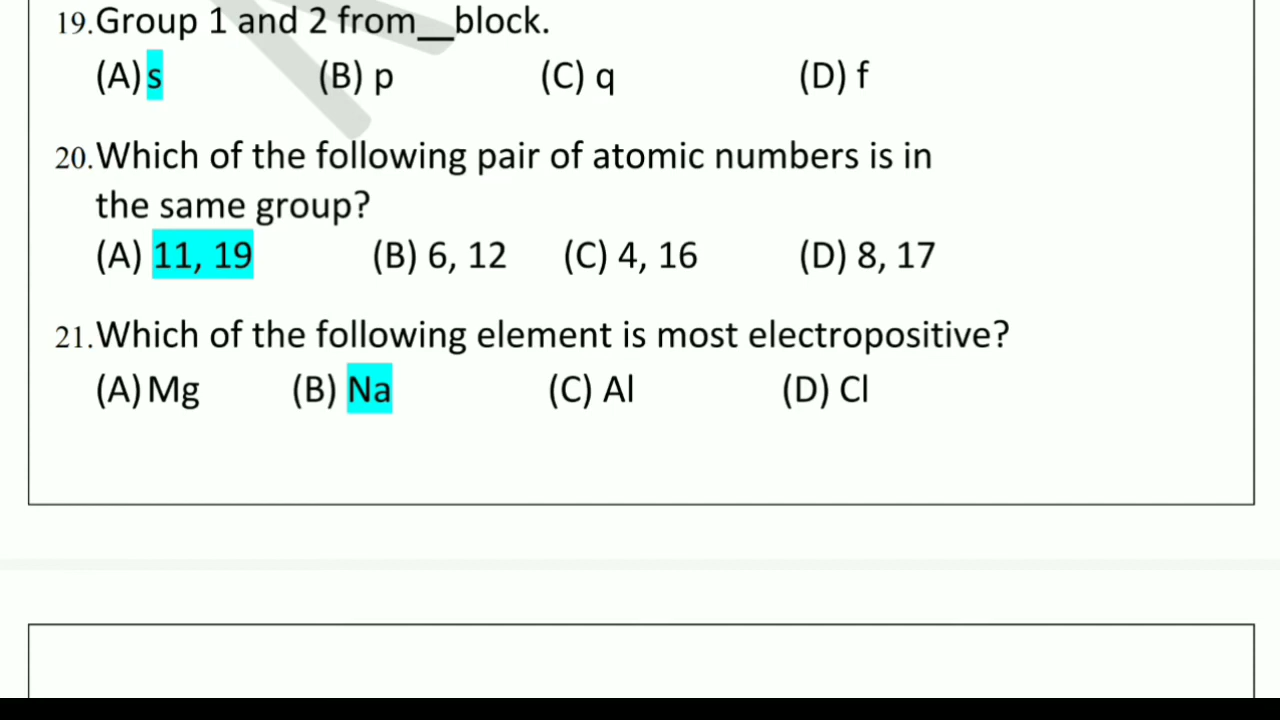 19.Group 1 and 2 from__block.
(A) s (B) p (C) q (D) f
20.Which of the following pair of atomic numbers is in
the same group?
(A) 11, 19 (B) 6, 12 (C) 4, 16 (D) 8, 17
21.Which of the following element is most electropositive?
(A) Mg (B) Na (C) Al (D) Cl